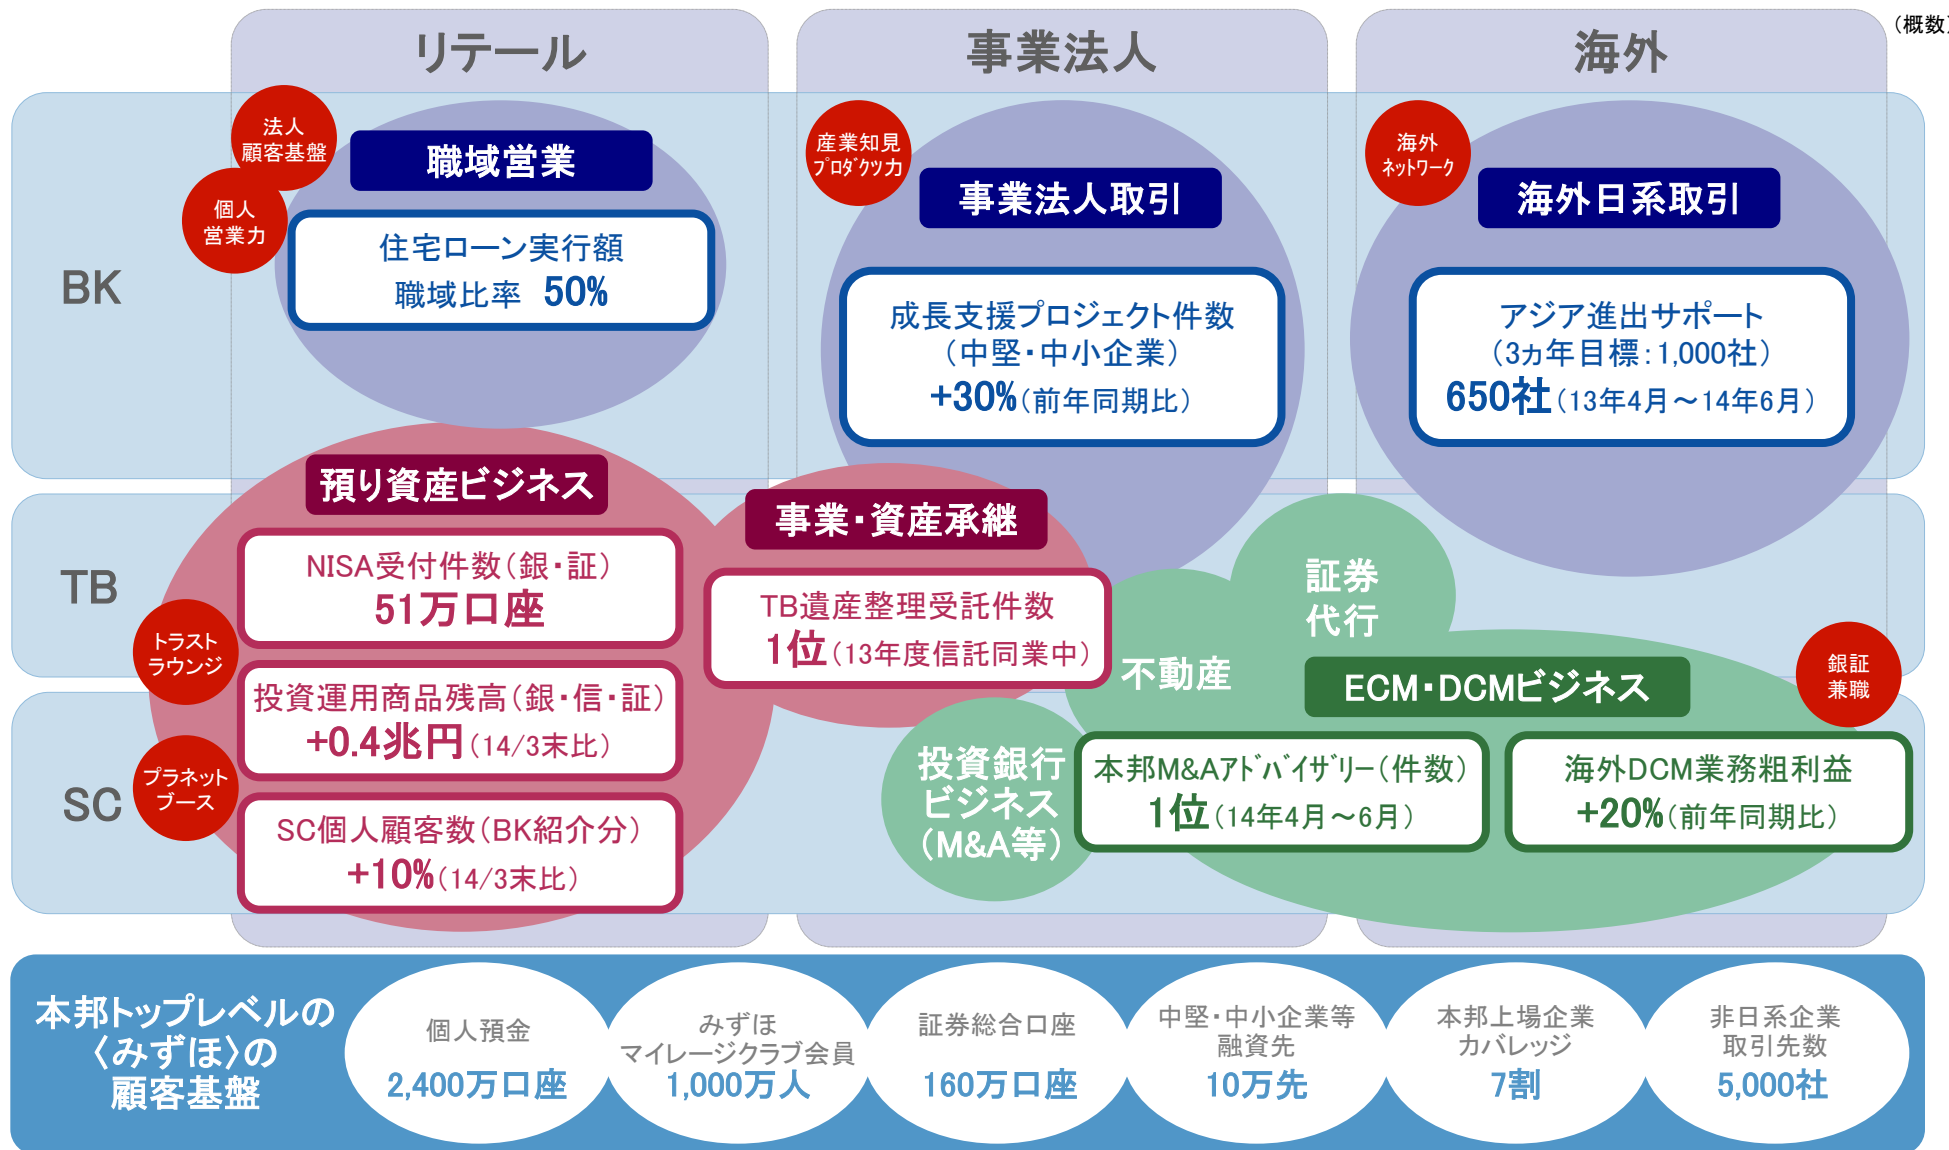 (概数)
リテール
事業法人
海外
BK
TB
SC
法人
顧客基盤
個人
営業力
職域営業
住宅ローン実行額
職域比率 50%
産業知見
プロダクツ力
事業法人取引
成長支援プロジェクト件数
(中堅・中小企業)
+30%(前年同期比)
海外
ネットワーク
海外日系取引
アジア進出サポート
(3ヵ年目標:1,000社)
650社(13年4月~14年6月)
預り資産ビジネス
NISA受付件数(銀・証)
51万口座
トラスト
ラウンジ
投資運用商品残高(銀・信・証)
+0.4兆円(14/3末比)
プラネット
ブース
SC個人顧客数(BK紹介分)
+10%(14/3末比)
事業・資産承継
TB遺産整理受託件数
1位(13年度信託同業中)
証券
代行
不動産
投資銀行
ビジネス
(M&A等)
ECM・DCMビジネス
銀証
兼職
本邦M&Aアドバイザリー(件数)
1位(14年4月~6月)
海外DCM業務粗利益
+20%(前年同期比)
本邦トップレベルの
〈みずほ〉の
顧客基盤
個人預金
2,400万口座
みずほ
マイレージクラブ会員
1,000万人
証券総合口座
160万口座
中堅・中小企業等
融資先
10万先
本邦上場企業
カバレッジ
7割
非日系企業
取引先数
5,000社